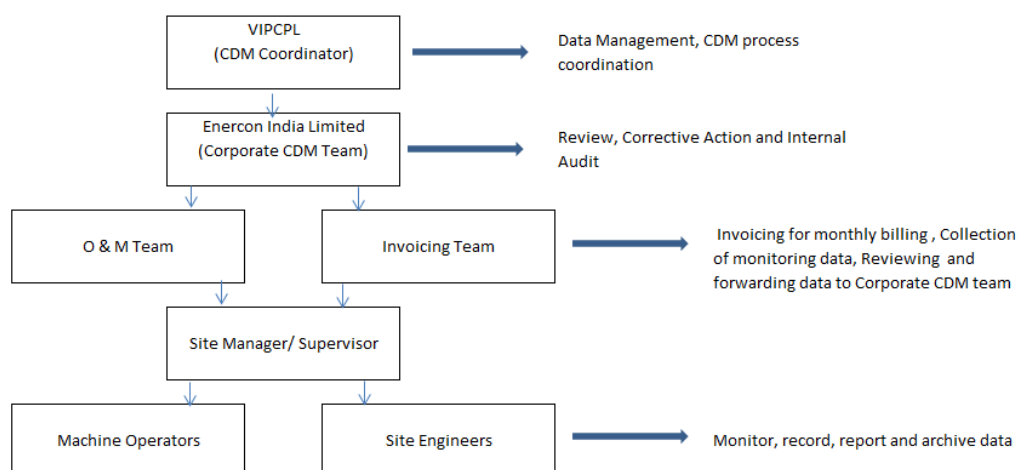 VIPCPL
(CDM Coordinator)
Data Management, CDM process
coordination
Enercon India Limited
(Corporate CDM Team)
Review, Corrective Action and Internal
Audit
O & M Team
Invoicing Team
Invoicing for monthly billing , Collection
of monitoring data, Reviewing and
forwarding data to Corporate CDM team
Site Manager/ Supervisor
Machine Operators
Site Engineers
Monitor, record, report and archive data